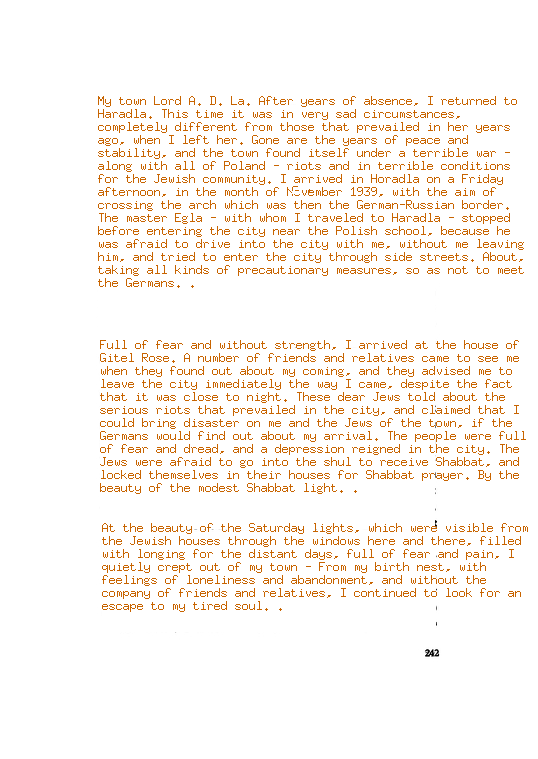 My town Lord A. D. La. After years of absence, I returned to
Haradla. This time it was in very sad circumstances,
completely different from those that prevailed in her years
ago, when I left her. Gone are the years of peace and
stability, and the town found itself under a terrible war -
along with all of Poland - riots and in terrible conditions
for the Jewish community. I arrived in Horadla on a Friday
afternoon, in the month of November 1939, with the aim of
crossing the arch which was then the German-Russian border.
The master Egla - with whom I traveled to Haradla - stopped
before entering the city near the Polish school, because he
was afraid to drive into the city with me, without me leaving
him, and tried to enter the city through side streets. About,
taking all kinds of precautionary measures, so as not to meet
the Germans. .
Full of fear and without strength, I arrived at the house of
Gitel Rose. A number of friends and relatives came to see me
when they found out about my coming, and they advised me to
leave the city immediately the way I came, despite the fact
that it was close to night. These dear Jews told about the
serious riots that prevailed in the city, and claimed that I
could bring disaster on me and the Jews of the town, if the
Germans would find out about my arrival. The people were full
of fear and dread, and a depression reigned in the city. The
Jews were afraid to go into the shul to receive Shabbat, and
locked themselves in their houses for Shabbat prayer. By the
beauty of the modest Shabbat light. .
At the beauty of the Saturday lights, which were visible from
the Jewish houses through the windows here and there, filled
with longing for the distant days, full of fear and pain, I
quietly crept out of my town - From my birth nest, with
feelings of loneliness and abandonment, and without the
company of friends and relatives, I continued to look for an
escape to my tired soul. .
242